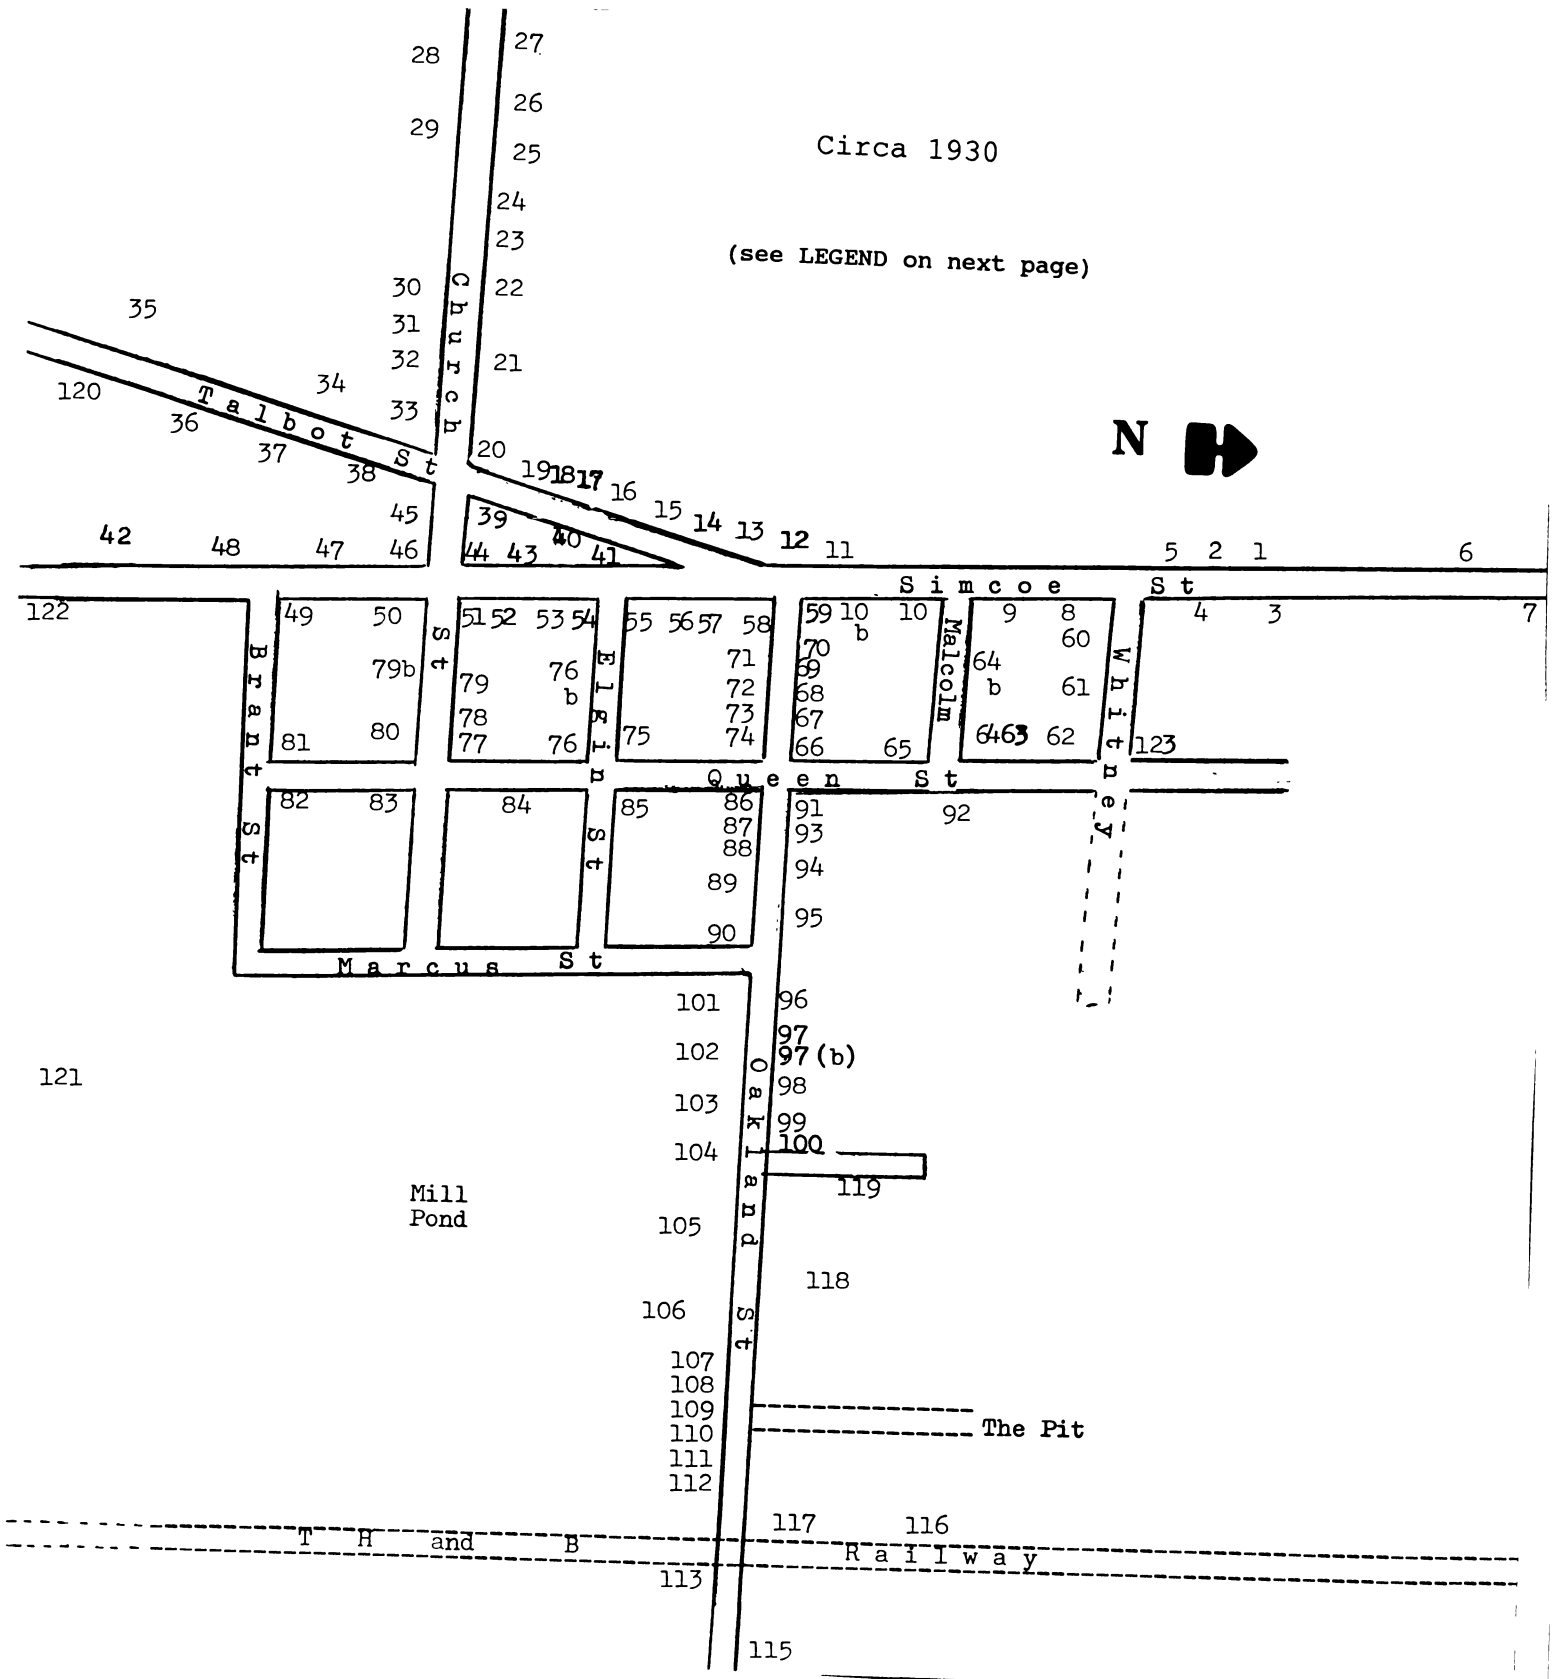 28
27
26
29
25
Circa 1930
24
23
(see LEGEND on next page)
30
22
Church St
35
31
32
21
34
120
33
36
Talbot St
N
37
38
20
19 18 17 16 15 14 13 12 11
45
39
40
42 48 47 46
44 43 41
5 2 1 6
Simcoe St
122
49 50
51 52 53 54
55 56 57 58
59 10 b 10
9 8
4 3 7
Brant St
79b
79
76 b
Elgin St
71
70
69
Malcolm
64 b
60
61
Whitney
72
68
73
67
78
81 80
77 76
75 74
66 65
64 63 62
123
Queen St
82 83
84
85 86
91 92
87
93
88
94
89
95
90
Marcus St
101
96
97
102
97(b)
121
98
103
99
100
104
Oakland St
119
Mill
Pond
105
118
106
107
108
109
110
The Pit
111
112
117 116
T H and B Railway
113
115